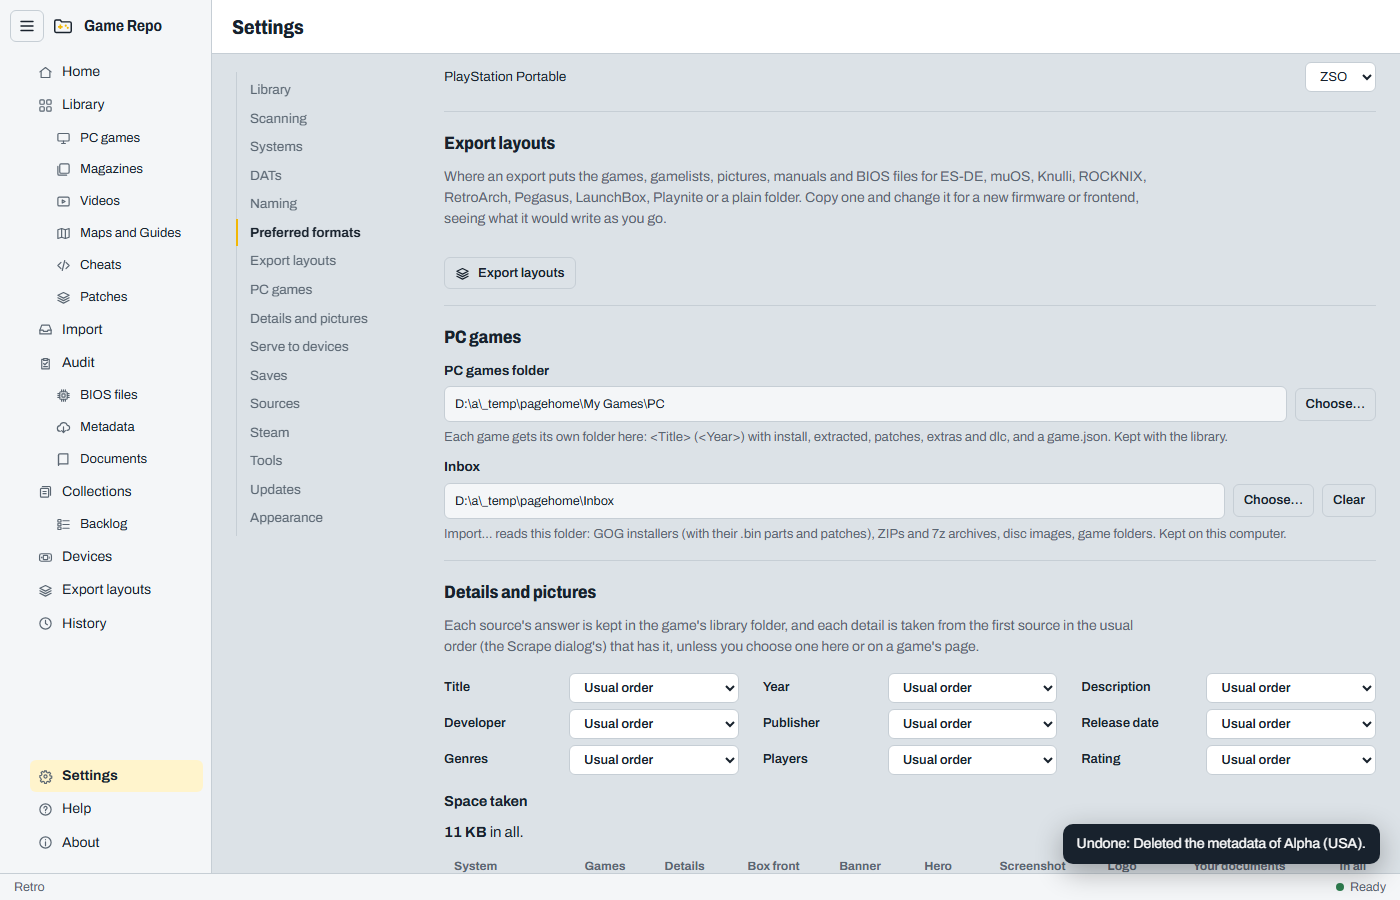 Game Repo
Settings
Home
Library
PC games
Magazines
Videos
Maps and Guides
Cheats
Patches
Import
Audit
BIOS files
Metadata
Documents
Collections
Backlog
Devices
Export layouts
History
Settings
Help
About
Library
Scanning
Systems
DATs
Naming
Preferred formats
Export layouts
PC games
Details and pictures
Serve to devices
Saves
Sources
Steam
Tools
Updates
Appearance
PlayStation Portable ZSO
Export layouts
Where an export puts the games, gamelists, pictures, manuals and BIOS files for ES-DE, muOS, Knulli, ROCKNIX,
RetroArch, Pegasus, LaunchBox, Playnite or a plain folder. Copy one and change it for a new firmware or frontend,
seeing what it would write as you go.
Export layouts
PC games
PC games folder
D:\a\_temp\pagehome\My Games\PC Choose...
Each game gets its own folder here: <Title> (<Year>) with install, extracted, patches, extras and dlc, and a game.json. Kept with the library.
Inbox
D:\a\_temp\pagehome\Inbox Choose... Clear
Import... reads this folder: GOG installers (with their .bin parts and patches), ZIPs and 7z archives, disc images, game folders. Kept on this computer.
Details and pictures
Each source's answer is kept in the game's library folder, and each detail is taken from the first source in the usual
order (the Scrape dialog's) that has it, unless you choose one here or on a game's page.
Title Usual order Year Usual order Description Usual order
Developer Usual order Publisher Usual order Release date Usual order
Genres Usual order Players Usual order Rating Usual order
Space taken
11 KB in all.
Undone: Deleted the metadata of Alpha (USA).
System Games Details Box front Banner Hero Screenshot Logo Your documents In all
Retro Ready